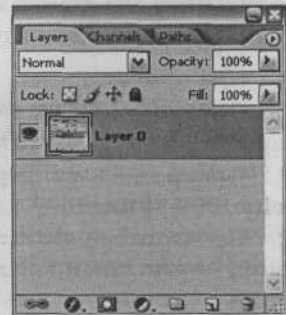 Layers Channels Paths
Normal Opacity: 100%
Lock: Fill: 100%
Layer 0